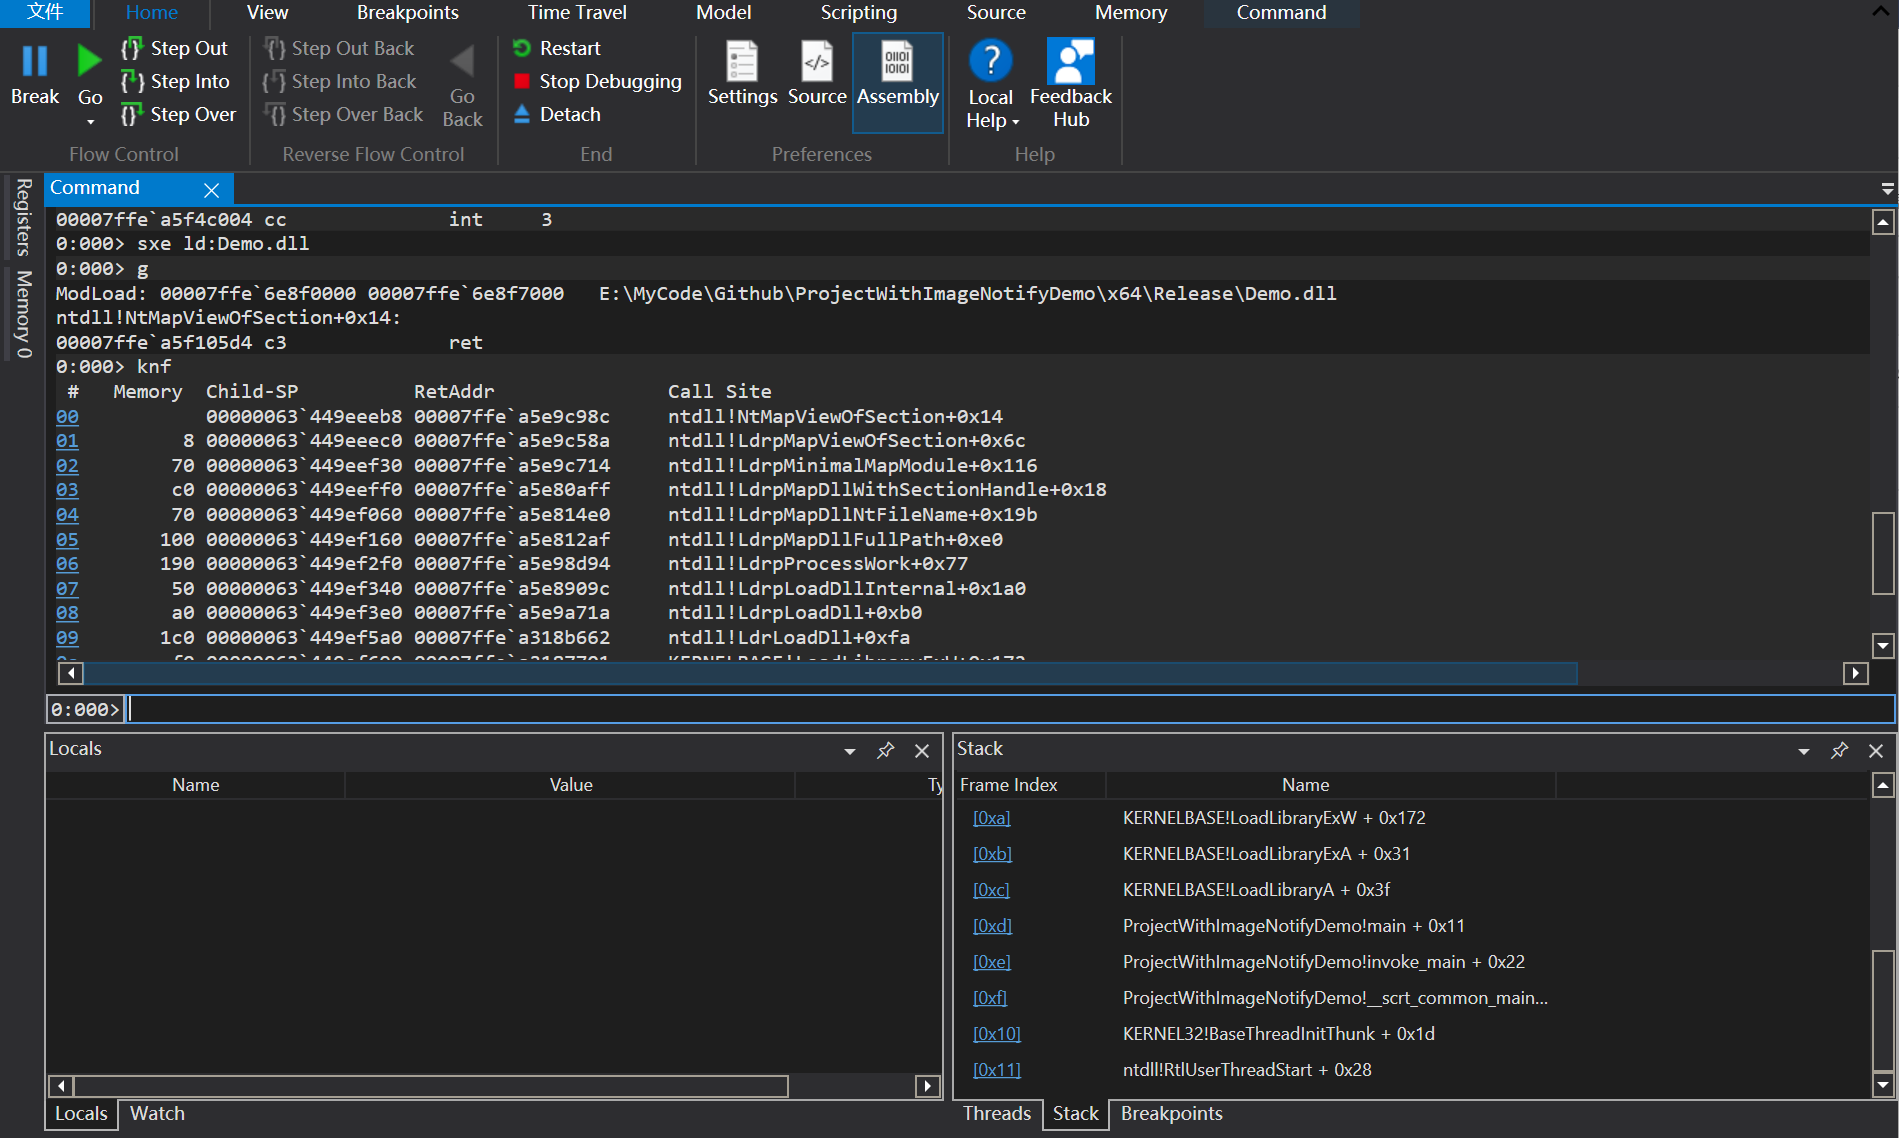 文件 Home View Breakpoints Time Travel Model Scripting Source Memory Command
Break
Go
Step Out
Step Into
Step Over
Flow Control
Step Out Back
Step Into Back
Step Over Back
Go Back
Reverse Flow Control
Restart
Stop Debugging
Detach
End
Settings
Source
Assembly
Preferences
Local Help
Feedback Hub
Help
Registers
Memory 0
Command
00007ffe`a5f4c004 cc int 3
0:000> sxe ld:Demo.dll
0:000> g
ModLoad: 00007ffe`6e8f0000 00007ffe`6e8f7000 E:\MyCode\Github\ProjectWithImageNotifyDemo\x64\Release\Demo.dll
ntdll!NtMapViewOfSection+0x14:
00007ffe`a5f105d4 c3 ret
0:000> knf
# Memory Child-SP RetAddr Call Site
00 00000063`449eeeb8 00007ffe`a5e9c98c ntdll!NtMapViewOfSection+0x14
01 8 00000063`449eeec0 00007ffe`a5e9c58a ntdll!LdrpMapViewOfSection+0x6c
02 70 00000063`449eef30 00007ffe`a5e9c714 ntdll!LdrpMinimalMapModule+0x116
03 c0 00000063`449eeff0 00007ffe`a5e80aff ntdll!LdrpMapDllWithSectionHandle+0x18
04 70 00000063`449ef060 00007ffe`a5e814e0 ntdll!LdrpMapDllNtFileName+0x19b
05 100 00000063`449ef160 00007ffe`a5e812af ntdll!LdrpMapDllFullPath+0xe0
06 190 00000063`449ef2f0 00007ffe`a5e98d94 ntdll!LdrpProcessWork+0x77
07 50 00000063`449ef340 00007ffe`a5e8909c ntdll!LdrpLoadDllInternal+0x1a0
08 a0 00000063`449ef3e0 00007ffe`a5e9a71a ntdll!LdrpLoadDll+0xb0
09 1c0 00000063`449ef5a0 00007ffe`a318b662 ntdll!LdrLoadDll+0xfa
0:000>
Locals
Name Value Ty
Locals Watch
Stack
Frame Index Name
[0xa] KERNELBASE!LoadLibraryExW + 0x172
[0xb] KERNELBASE!LoadLibraryExA + 0x31
[0xc] KERNELBASE!LoadLibraryA + 0x3f
[0xd] ProjectWithImageNotifyDemo!main + 0x11
[0xe] ProjectWithImageNotifyDemo!invoke_main + 0x22
[0xf] ProjectWithImageNotifyDemo!__scrt_common_main...
[0x10] KERNEL32!BaseThreadInitThunk + 0x1d
[0x11] ntdll!RtlUserThreadStart + 0x28
Threads Stack Breakpoints